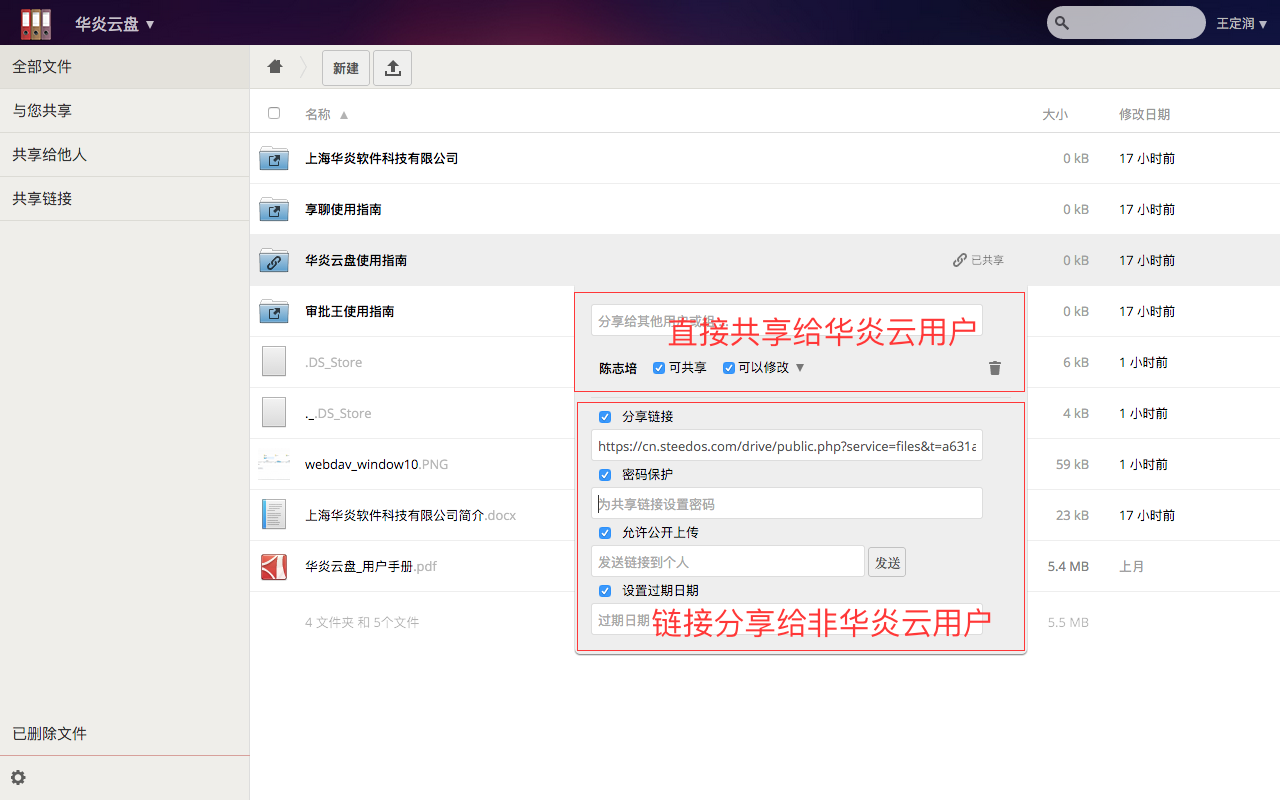 华炎云盘 ▼
王定润 ▼
全部文件
与您共享
共享给他人
共享链接
已删除文件
新建
名称 ▲ 大小 修改日期
上海华炎软件科技有限公司 0 kB 17 小时前
享聊使用指南 0 kB 17 小时前
华炎云盘使用指南 已共享 0 kB 17 小时前
审批王使用指南 0 kB 17 小时前
.DS_Store 6 kB 1 小时前
._.DS_Store 4 kB 1 小时前
webdav_window10.PNG 59 kB 1 小时前
上海华炎软件科技有限公司简介.docx 23 kB 17 小时前
华炎云盘_用户手册.pdf 5.4 MB 上月
4 文件夹 和 5个文件 5.5 MB
分享给其他用户或组
直接共享给华炎云用户
陈志培 可共享 可以修改 ▼
分享链接
https://cn.steedos.com/drive/public.php?service=files&t=a631a
密码保护
为共享链接设置密码
允许公开上传
发送链接到个人 发送
设置过期日期
过期日期
链接分享给非华炎云用户